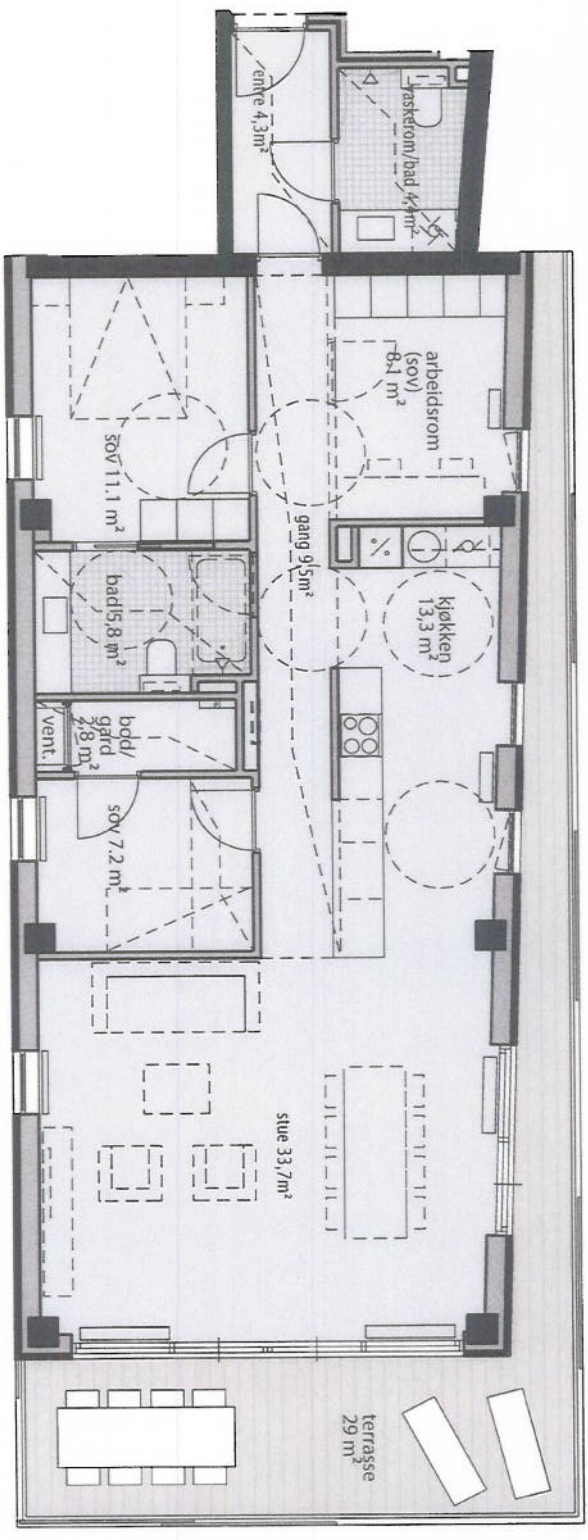 entre 4,3m²
vaskerom/bad 4,4m²
arbeidsrom
(sov)
8,1 m²
sov 11.1 m²
gang 9,5m²
kjøkken
13,3 m²
bad 5,8 m²
bod/
gard
2,8 m²
vent.
sov 7.2 m²
stue 33,7m²
terrasse
29 m²